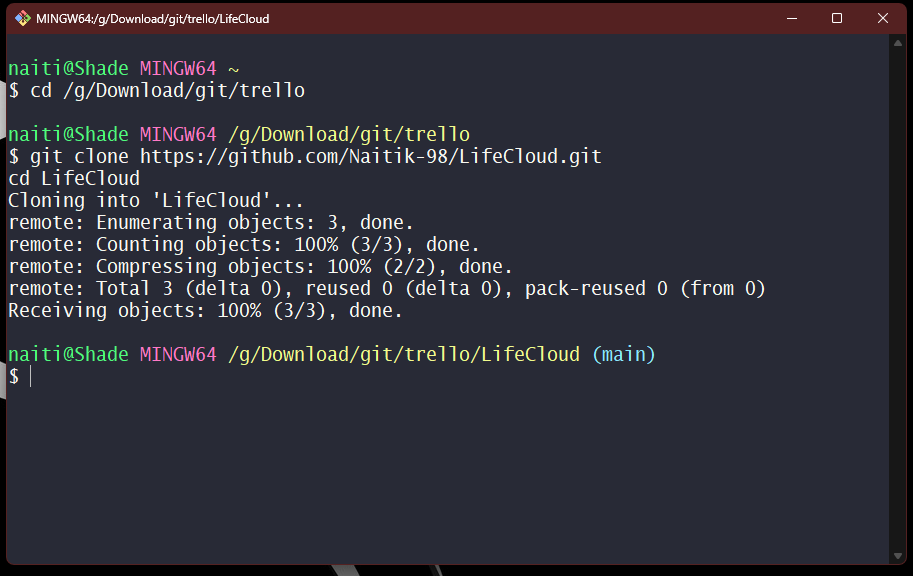 MINGW64:/g/Download/git/trello/LifeCloud
naiti@Shade MINGW64 ~
$ cd /g/Download/git/trello
naiti@Shade MINGW64 /g/Download/git/trello
$ git clone https://github.com/Naitik-98/LifeCloud.git
cd LifeCloud
Cloning into 'LifeCloud'...
remote: Enumerating objects: 3, done.
remote: Counting objects: 100% (3/3), done.
remote: Compressing objects: 100% (2/2), done.
remote: Total 3 (delta 0), reused 0 (delta 0), pack-reused 0 (from 0)
Receiving objects: 100% (3/3), done.
naiti@Shade MINGW64 /g/Download/git/trello/LifeCloud (main)
$